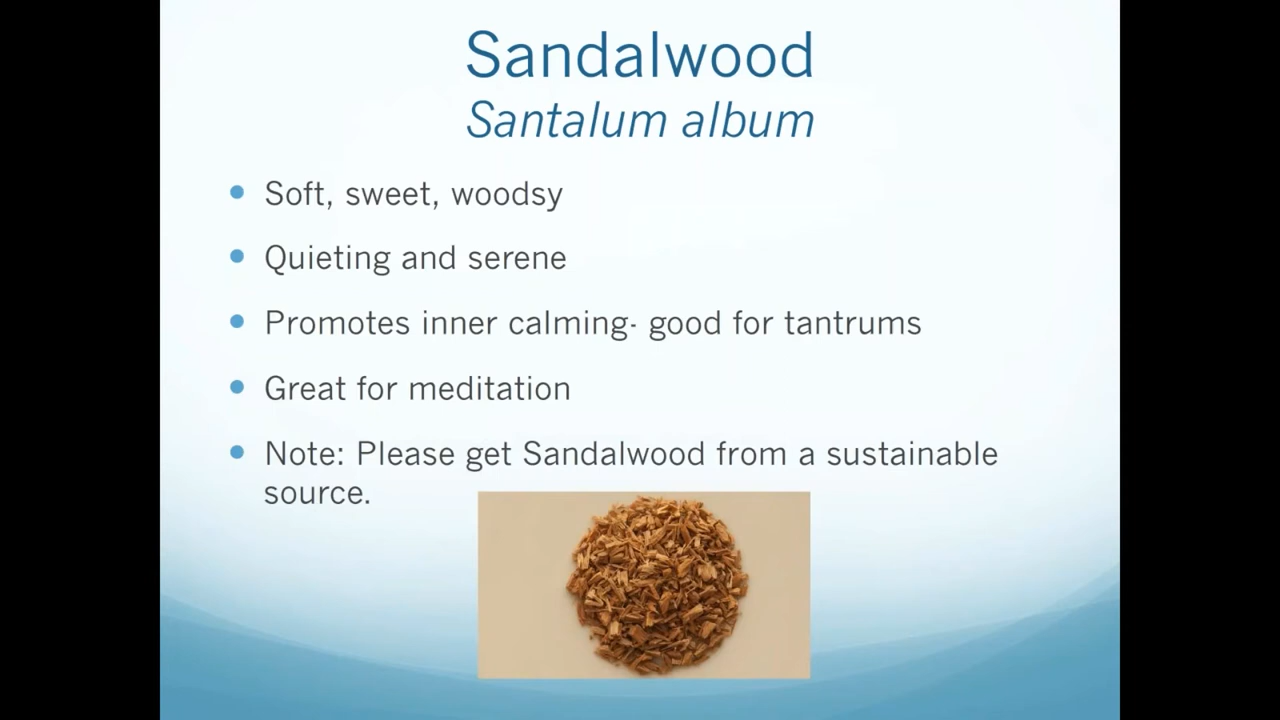 Sandalwood
Santalum album
Soft, sweet, woodsy
Quieting and serene
Promotes inner calming- good for tantrums
Great for meditation
Note: Please get Sandalwood from a sustainable
source.